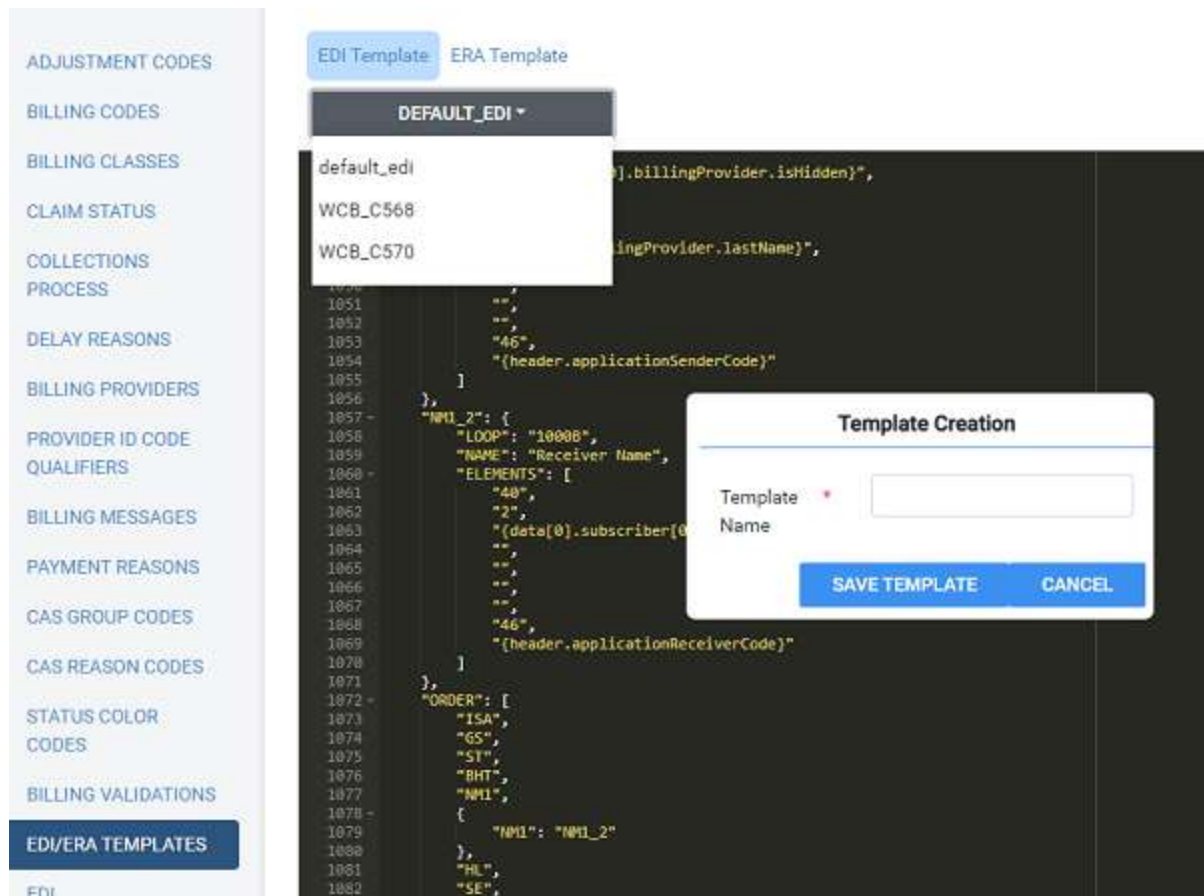 ADJUSTMENT CODES
BILLING CODES
BILLING CLASSES
CLAIM STATUS
COLLECTIONS
PROCESS
DELAY REASONS
BILLING PROVIDERS
PROVIDER ID CODE
QUALIFIERS
BILLING MESSAGES
PAYMENT REASONS
CAS GROUP CODES
CAS REASON CODES
STATUS COLOR
CODES
BILLING VALIDATIONS
EDI/ERA TEMPLATES
EDI
EDI Template ERA Template
DEFAULT_EDI
default_edi
WCB_C568
WCB_C570
].billingProvider.isHidden}",
ingProvider.lastName}",
1050 ,
1051 "",
1052 "",
1053 "46",
1054 "{header.applicationSenderCode}"
1055 ]
1056 },
1057 - "NM1_2": {
1058 "LOOP": "1000B",
1059 "NAME": "Receiver Name",
1060 - "ELEMENTS": [
1061 "40",
1062 "2",
1063 "{data[0].subscriber[0
1064 "",
1065 "",
1066 "",
1067 "",
1068 "46",
1069 "{header.applicationReceiverCode}"
1070 ]
1071 },
1072 - "ORDER": [
1073 "ISA",
1074 "GS",
1075 "ST",
1076 "BHT",
1077 "NM1",
1078 - {
1079 "NM1": "NM1_2"
1080 },
1081 "HL",
1082 "SE",
Template Creation
Template *
Name
SAVE TEMPLATE CANCEL